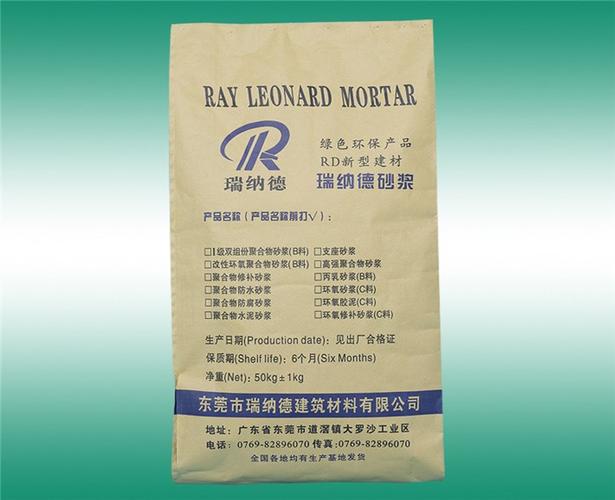 RAY LEONARD MORTAR
R
瑞纳德
绿色环保产品
RD新型建材
瑞纳德砂浆
产品名称(产品名称前打√):
□I级双组份聚合物砂浆(B料) □支座砂浆
□改性环氧聚合物砂浆(B料) □高强聚合物砂浆
□聚合物修补砂浆 □丙乳砂浆(B料)
□聚合物防水砂浆 □环氧砂浆(C料)
□聚合物防腐砂浆 □环氧胶泥(C料)
□聚合物水泥砂浆 □环氧修补砂浆(C料)
生产日期(Production date): 见出厂合格证
保质期(Shelf life): 6个月(Six Months)
净重(Net): 50kg±1kg
东莞市瑞纳德建筑材料有限公司
地址: 广东省东莞市道滘镇大罗沙工业区
电话: 0769-82896070 传真:0769-82896070
全国各地均有生产基地发货